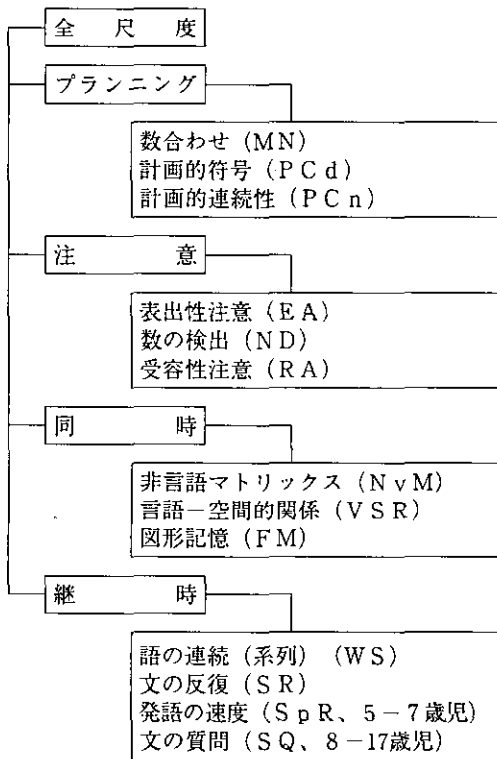 全尺度
プランニング
数合わせ（MN）
計画的符号（PCd）
計画的連続性（PCn）
注意
表出性注意（EA）
数の検出（ND）
受容性注意（RA）
同時
非言語マトリックス（NvM）
言語－空間的関係（VSR）
図形記憶（FM）
継時
語の連続（系列）（WS）
文の反復（SR）
発語の速度（SpR、5－7歳児）
文の質問（SQ、8－17歳児）